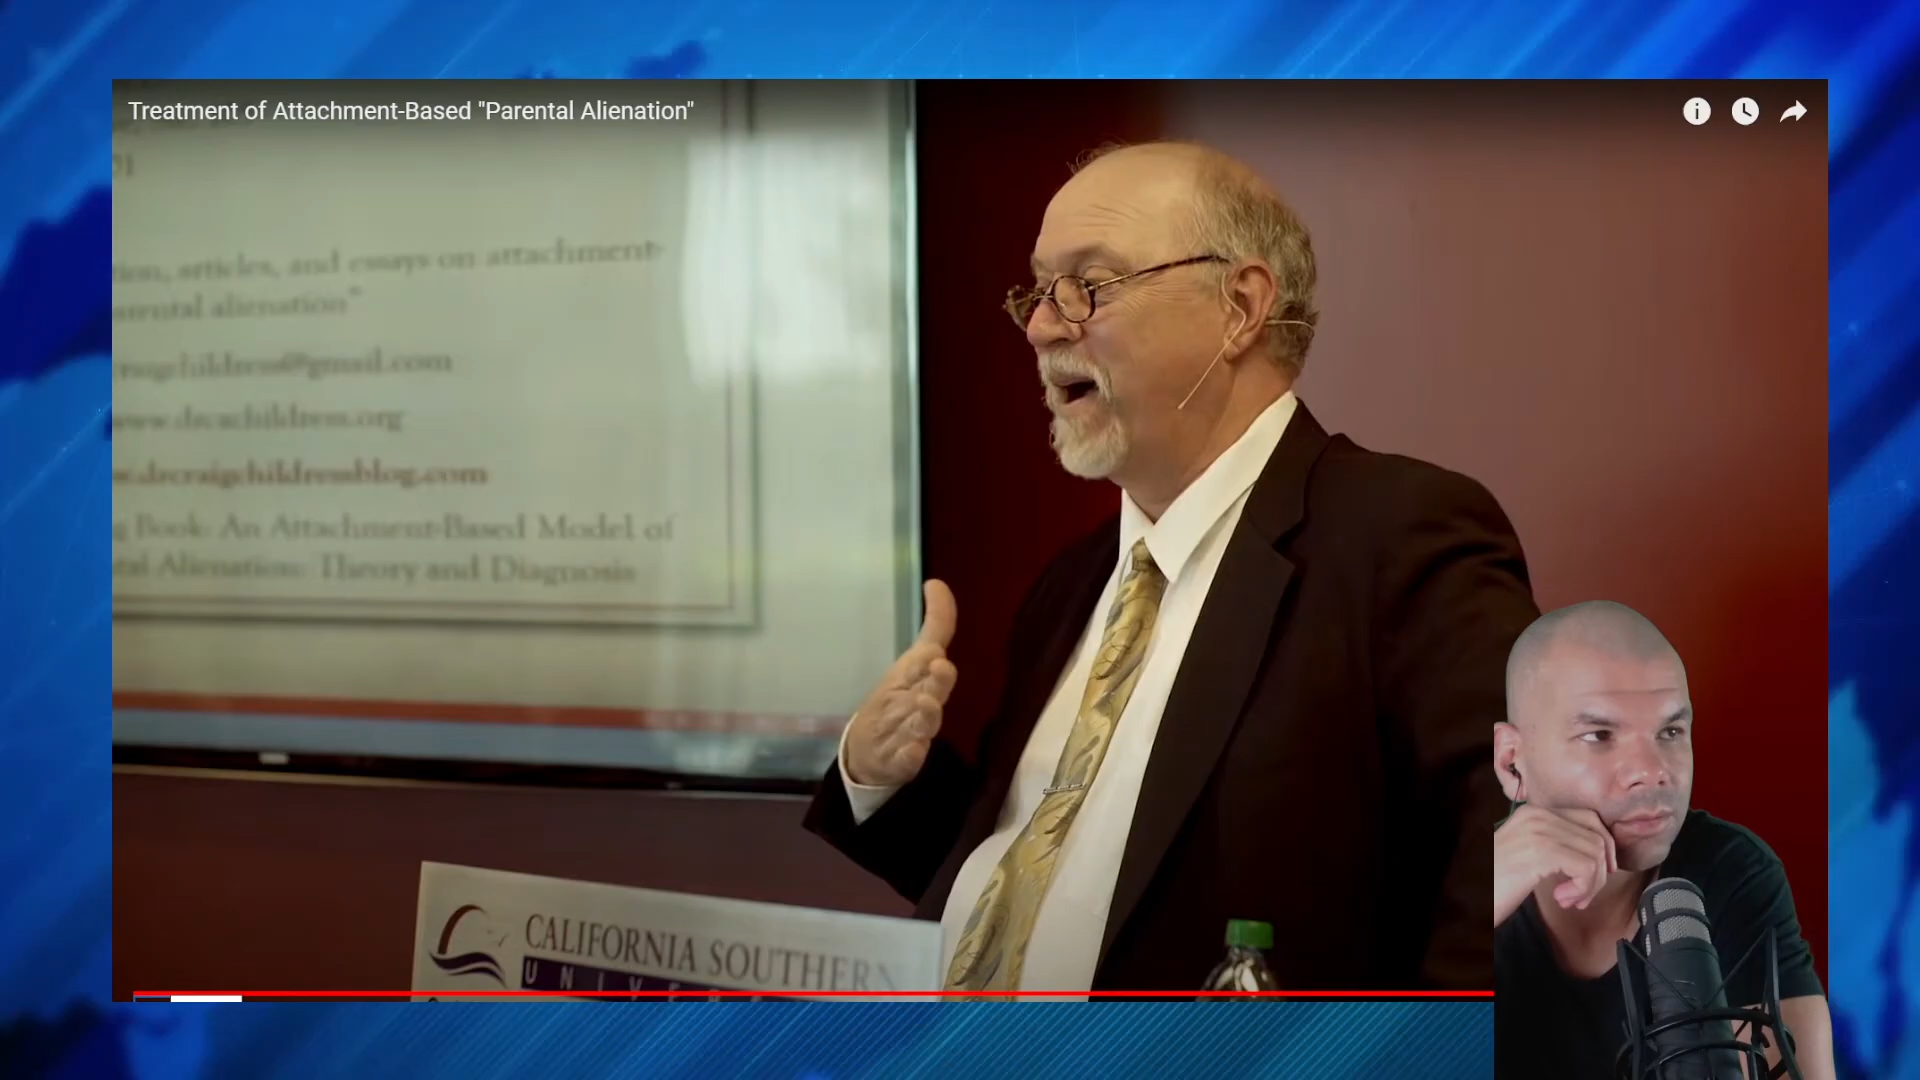 Treatment of Attachment-Based "Parental Alienation"
articles, and essays on attachment-
alienation"
www.drcachildress.org
.drcraigchildressblog.com
Book: An Attachment-Based Model of
Alienation: Theory and Diagnosis
CALIFORNIA SOUTHERN